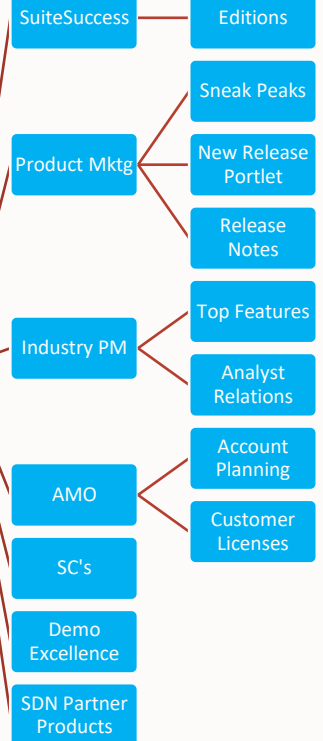 SuiteSuccess
Editions
Product Mktg
Sneak Peaks
New Release
Portlet
Release
Notes
Industry PM
Top Features
Analyst
Relations
AMO
Account
Planning
Customer
Licenses
SC's
Demo
Excellence
SDN Partner
Products